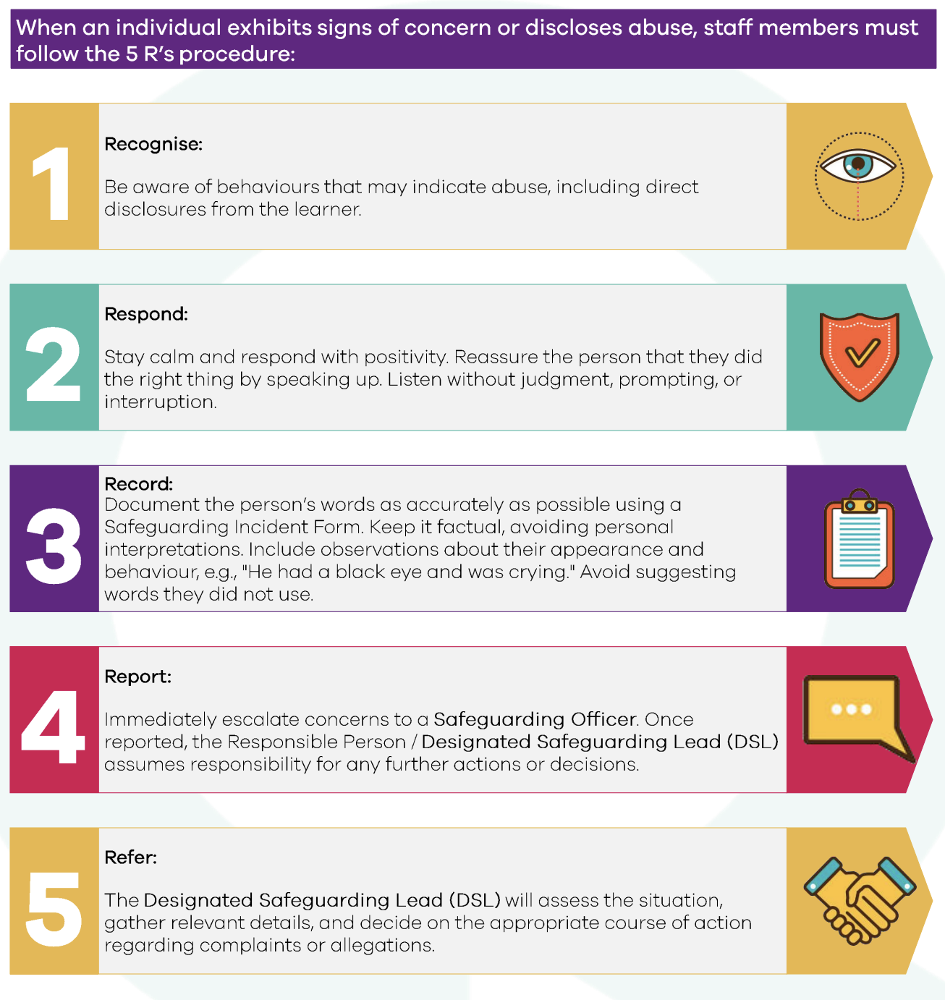 When an individual exhibits signs of concern or discloses abuse, staff members must
follow the 5 R's procedure:
1
Recognise:
Be aware of behaviours that may indicate abuse, including direct
disclosures from the learner.
2
Respond:
Stay calm and respond with positivity. Reassure the person that they did
the right thing by speaking up. Listen without judgment, prompting, or
interruption.
3
Record:
Document the person's words as accurately as possible using a
Safeguarding Incident Form. Keep it factual, avoiding personal
interpretations. Include observations about their appearance and
behaviour, e.g., "He had a black eye and was crying." Avoid suggesting
words they did not use.
4
Report:
Immediately escalate concerns to a Safeguarding Officer. Once
reported, the Responsible Person / Designated Safeguarding Lead (DSL)
assumes responsibility for any further actions or decisions.
5
Refer:
The Designated Safeguarding Lead (DSL) will assess the situation,
gather relevant details, and decide on the appropriate course of action
regarding complaints or allegations.